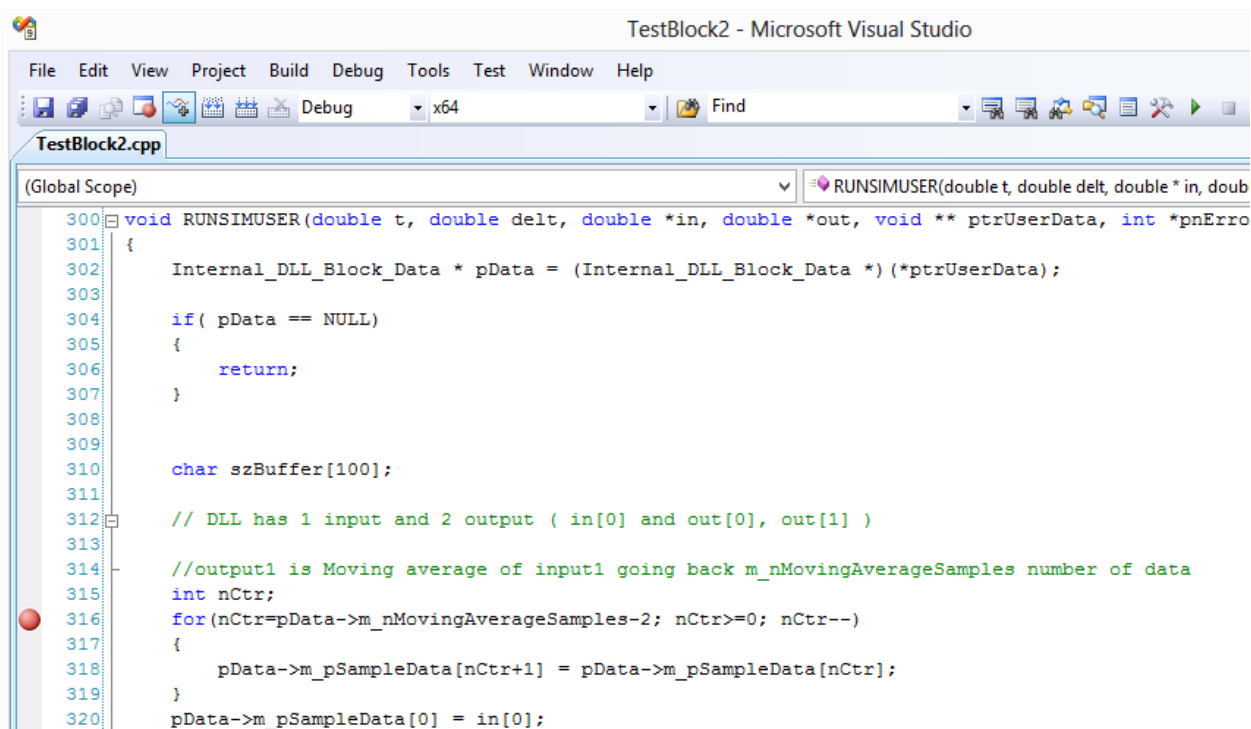 TestBlock2 - Microsoft Visual Studio
File Edit View Project Build Debug Tools Test Window Help
Debug x64 Find
TestBlock2.cpp
(Global Scope) RUNSIMUSER(double t, double delt, double * in, doub
300 void RUNSIMUSER(double t, double delt, double *in, double *out, void ** ptrUserData, int *pnErro
301 {
302 Internal_DLL_Block_Data * pData = (Internal_DLL_Block_Data *)(*ptrUserData);
303
304 if( pData == NULL)
305 {
306 return;
307 }
308
309
310 char szBuffer[100];
311
312 // DLL has 1 input and 2 output ( in[0] and out[0], out[1] )
313
314 //output1 is Moving average of input1 going back m_nMovingAverageSamples number of data
315 int nCtr;
316 for(nCtr=pData->m_nMovingAverageSamples-2; nCtr>=0; nCtr--)
317 {
318 pData->m_pSampleData[nCtr+1] = pData->m_pSampleData[nCtr];
319 }
320 pData->m_pSampleData[0] = in[0];